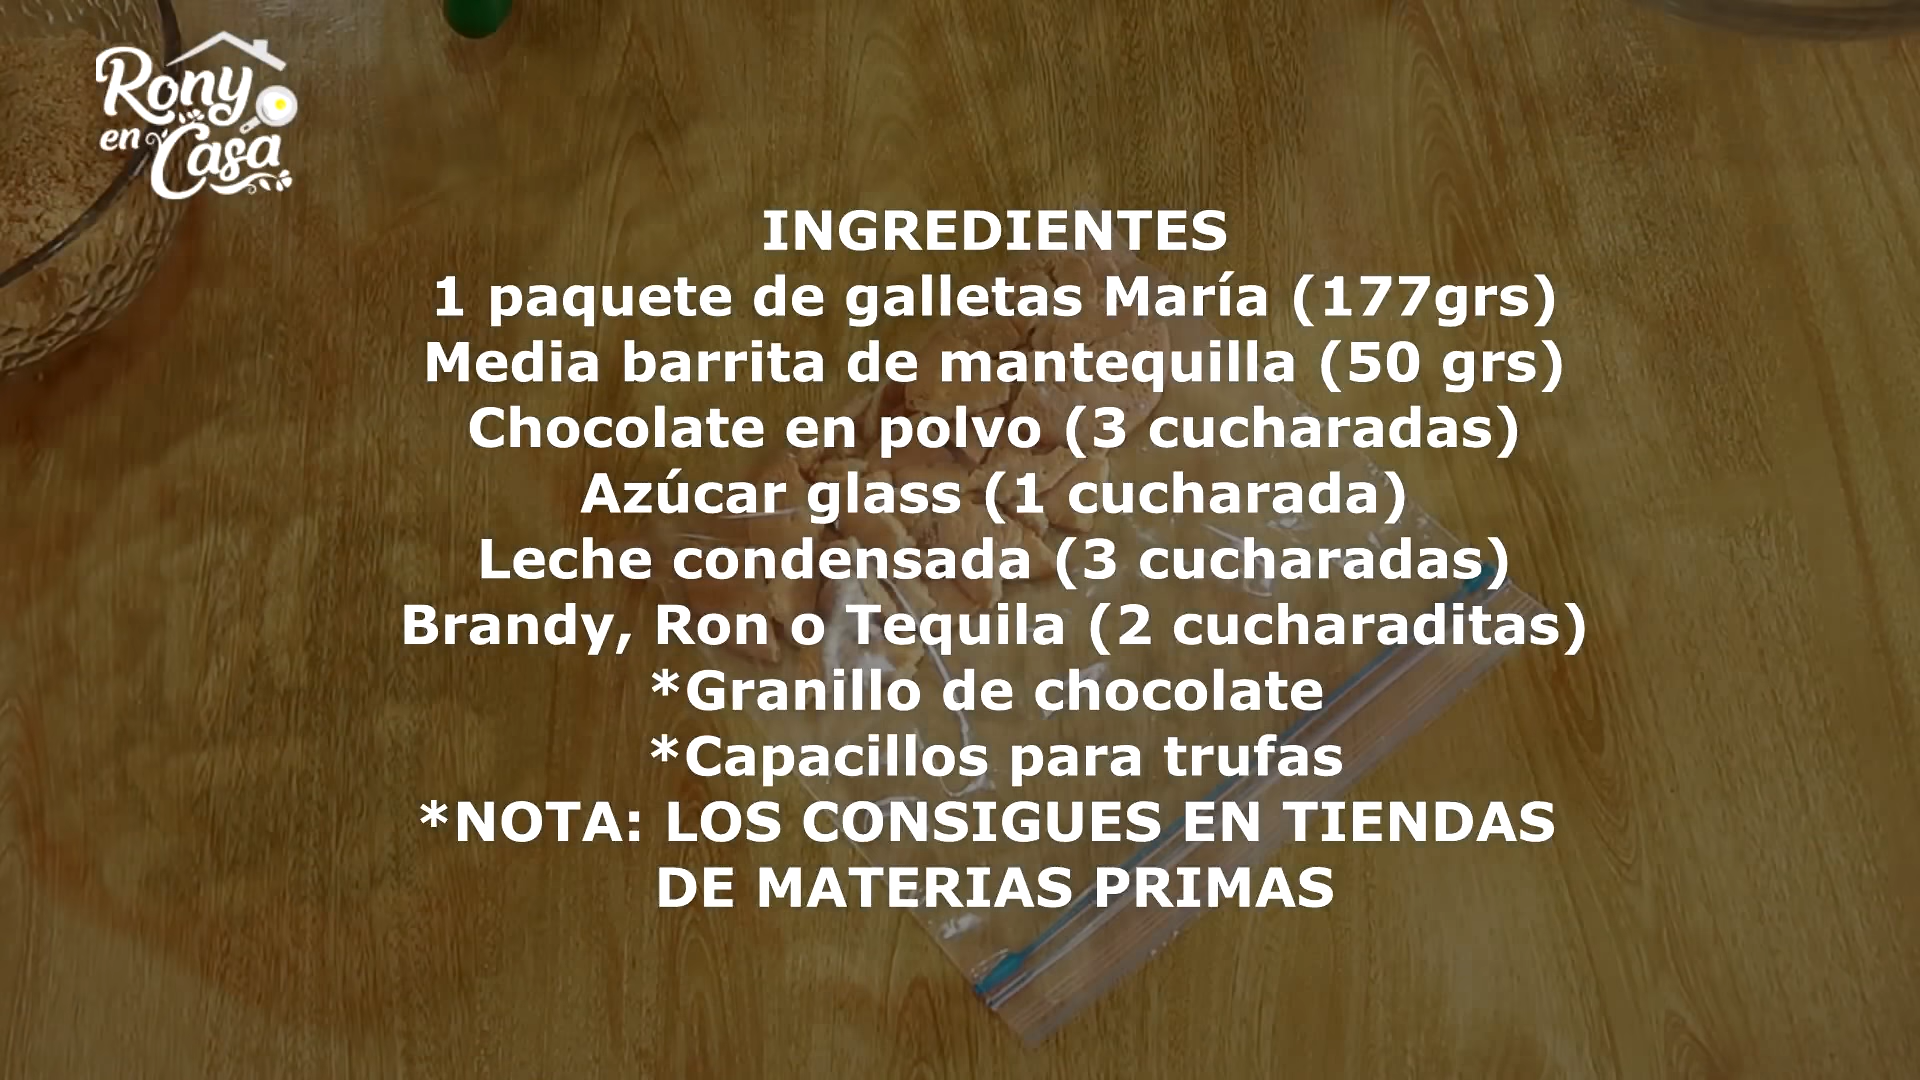 Rony
en Casa
INGREDIENTES
1 paquete de galletas María (177grs)
Media barrita de mantequilla (50 grs)
Chocolate en polvo (3 cucharadas)
Azúcar glass (1 cucharada)
Leche condensada (3 cucharadas)
Brandy, Ron o Tequila (2 cucharaditas)
*Granillo de chocolate
*Capacillos para trufas
*NOTA: LOS CONSIGUES EN TIENDAS
DE MATERIAS PRIMAS